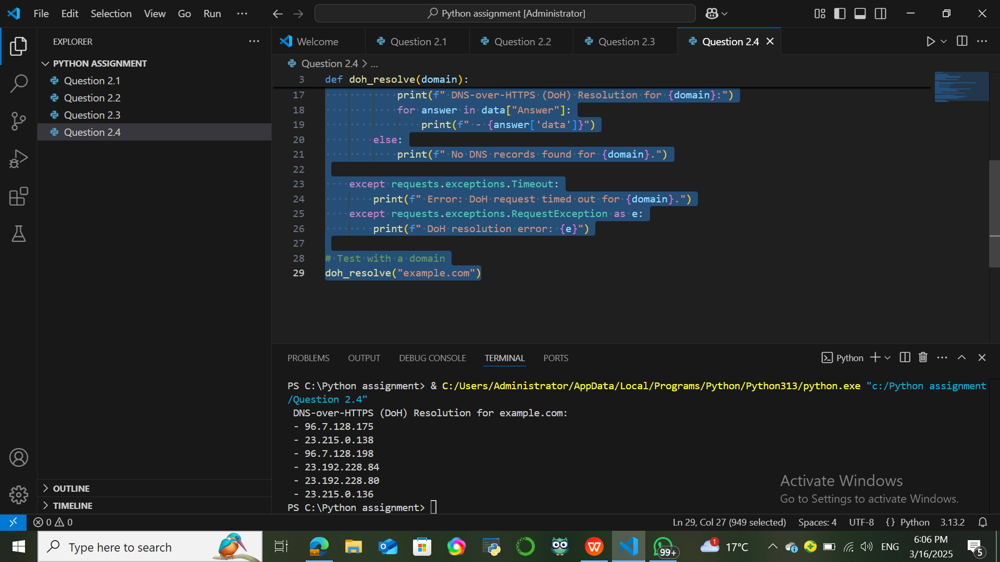 File Edit Selection View Go Run ···
Python assignment [Administrator]
EXPLORER
PYTHON ASSIGNMENT
Question 2.1
Question 2.2
Question 2.3
Question 2.4
OUTLINE
TIMELINE
Welcome Question 2.1 Question 2.2 Question 2.3 Question 2.4
Question 2.4 > ...
3 def doh_resolve(domain):
17 print(f" DNS-over-HTTPS (DoH) Resolution for {domain}:")
18 for answer in data["Answer"]:
19 print(f" - {answer['data']}")
20 else:
21 print(f" No DNS records found for {domain}.")
22
23 except requests.exceptions.Timeout:
24 print(f" Error: DoH request timed out for {domain}.")
25 except requests.exceptions.RequestException as e:
26 print(f" DoH resolution error: {e}")
27
28 # Test with a domain
29 doh_resolve("example.com")
PROBLEMS OUTPUT DEBUG CONSOLE TERMINAL PORTS
Python
PS C:\Python assignment> & C:/Users/Administrator/AppData/Local/Programs/Python/Python313/python.exe "c:/Python assignment
/Question 2.4"
DNS-over-HTTPS (DoH) Resolution for example.com:
- 96.7.128.175
- 23.215.0.138
- 96.7.128.198
- 23.192.228.84
- 23.192.228.80
- 23.215.0.136
PS C:\Python assignment>
Activate Windows
Go to Settings to activate Windows.
0 0
Ln 29, Col 27 (949 selected) Spaces: 4 UTF-8 {} Python 3.13.2
Type here to search
99+
1
17°C
ENG
6:06 PM
3/16/2025
5